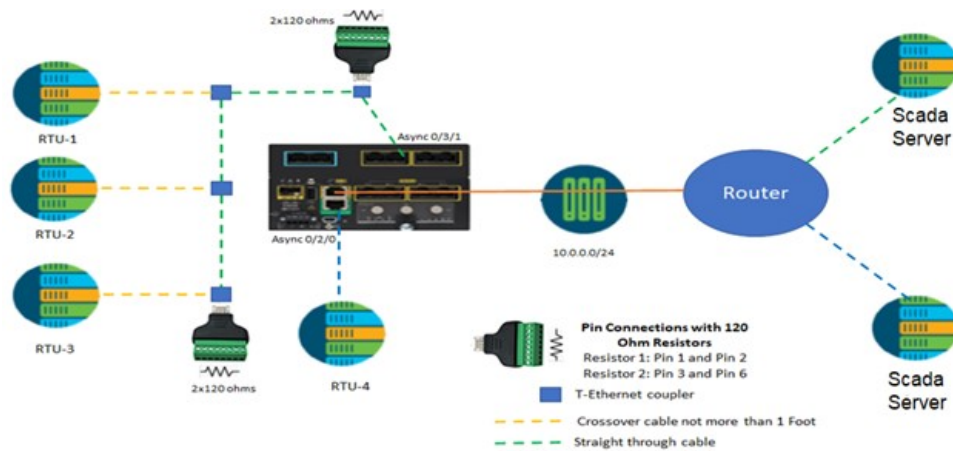 2x120 ohms
RTU-1
Async 0/3/1
Scada
Server
RTU-2
Router
Async 0/2/0
10.0.0.0/24
RTU-3
2x120 ohms
RTU-4
Pin Connections with 120
Ohm Resistors
Resistor 1: Pin 1 and Pin 2
Resistor 2: Pin 3 and Pin 6
T-Ethernet coupler
Crossover cable not more than 1 Foot
Straight through cable
Scada
Server